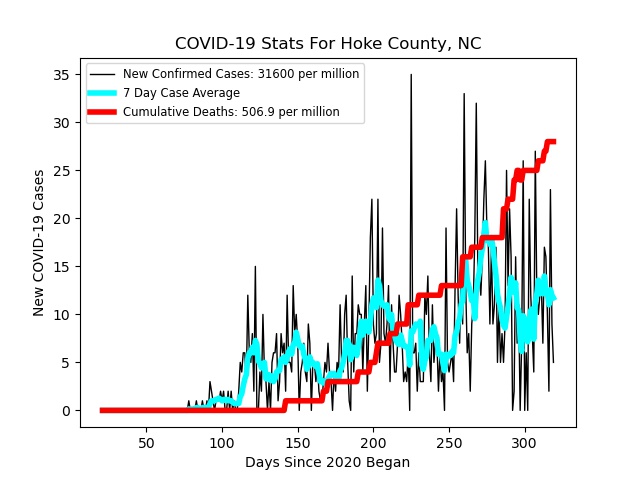 COVID-19 Stats For Hoke County, NC
New Confirmed Cases: 31600 per million
7 Day Case Average
Cumulative Deaths: 506.9 per million
New COVID-19 Cases
35
30
25
20
15
10
5
0
50
100
150
200
250
300
Days Since 2020 Began